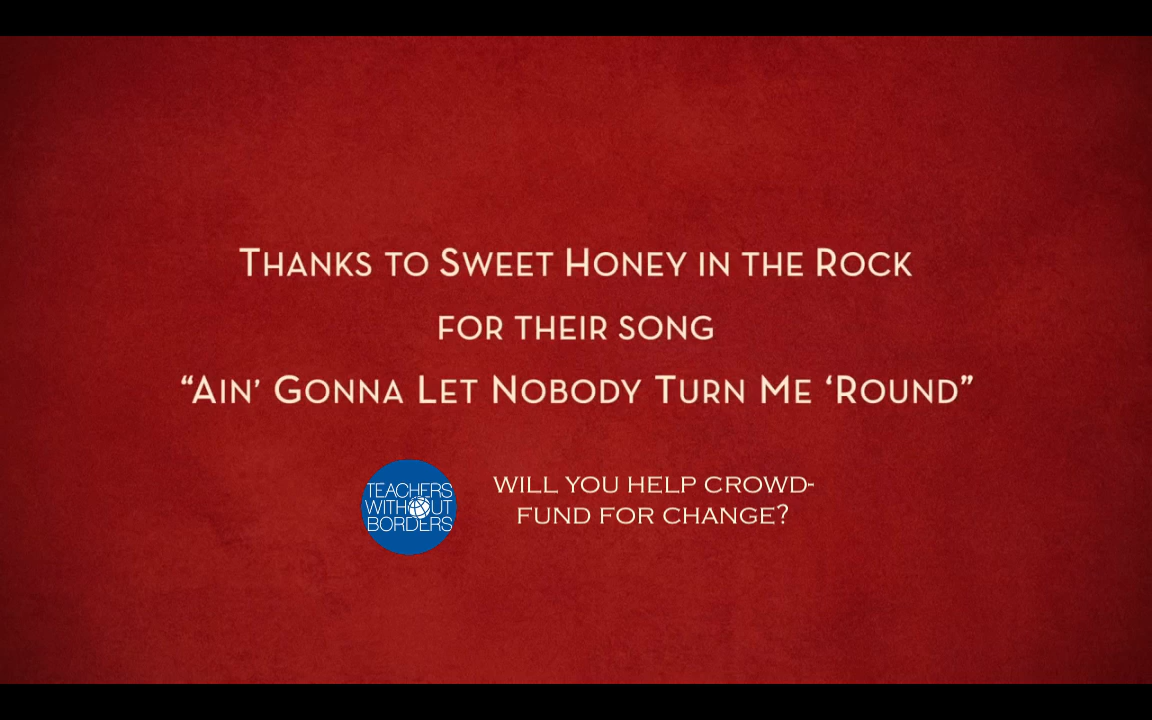 Thanks to Sweet Honey in the Rock
for their song
“Ain’ Gonna Let Nobody Turn Me ‘Round”
TEACHERS
WITHOUT
BORDERS
WILL YOU HELP CROWD-
FUND FOR CHANGE?